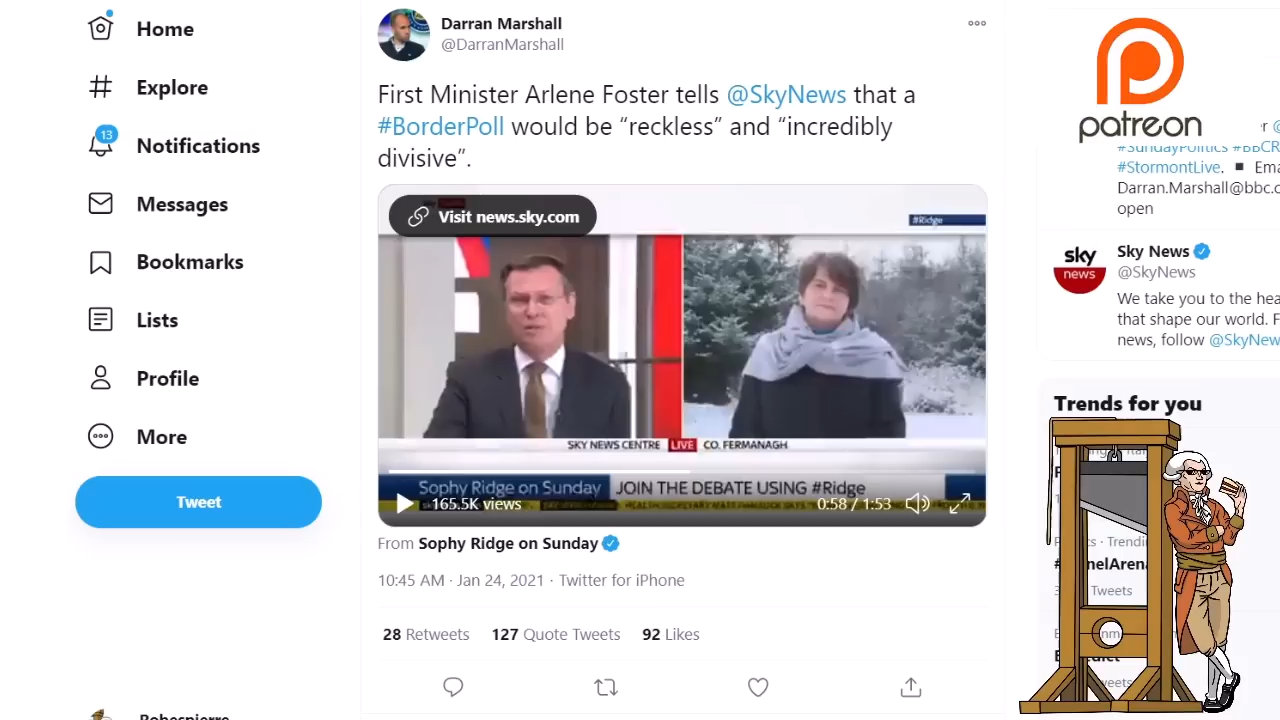 Home
Explore
13
Notifications
Messages
Bookmarks
Lists
Profile
More
Tweet
Darran Marshall
@DarranMarshall
First Minister Arlene Foster tells @SkyNews that a
#BorderPoll would be “reckless” and “incredibly
divisive”.
Visit news.sky.com
#Ridge
SKY NEWS CENTRE LIVE CO. FERMANAGH
Sophy Ridge on Sunday JOIN THE DEBATE USING #Ridge
165.5K views
0:58 / 1:53
From Sophy Ridge on Sunday
10:45 AM · Jan 24, 2021 · Twitter for iPhone
28 Retweets 127 Quote Tweets 92 Likes
patreon
#SundayPolitics #BBCR
#StormontLive. ◾ Ema
Darran.Marshall@bbc.c
open
sky
news
Sky News
@SkyNews
We take you to the hea
that shape our world. F
news, follow @SkyNew
Trends for you
Tweets